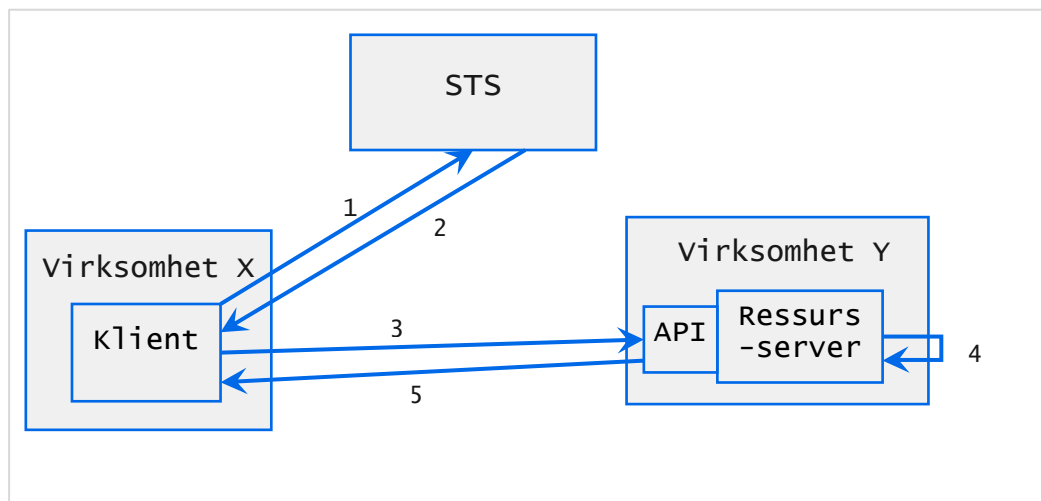 STS
1
2
Virksomhet X
Klient
Virksomhet Y
API
Ressurs
-server
3
4
5